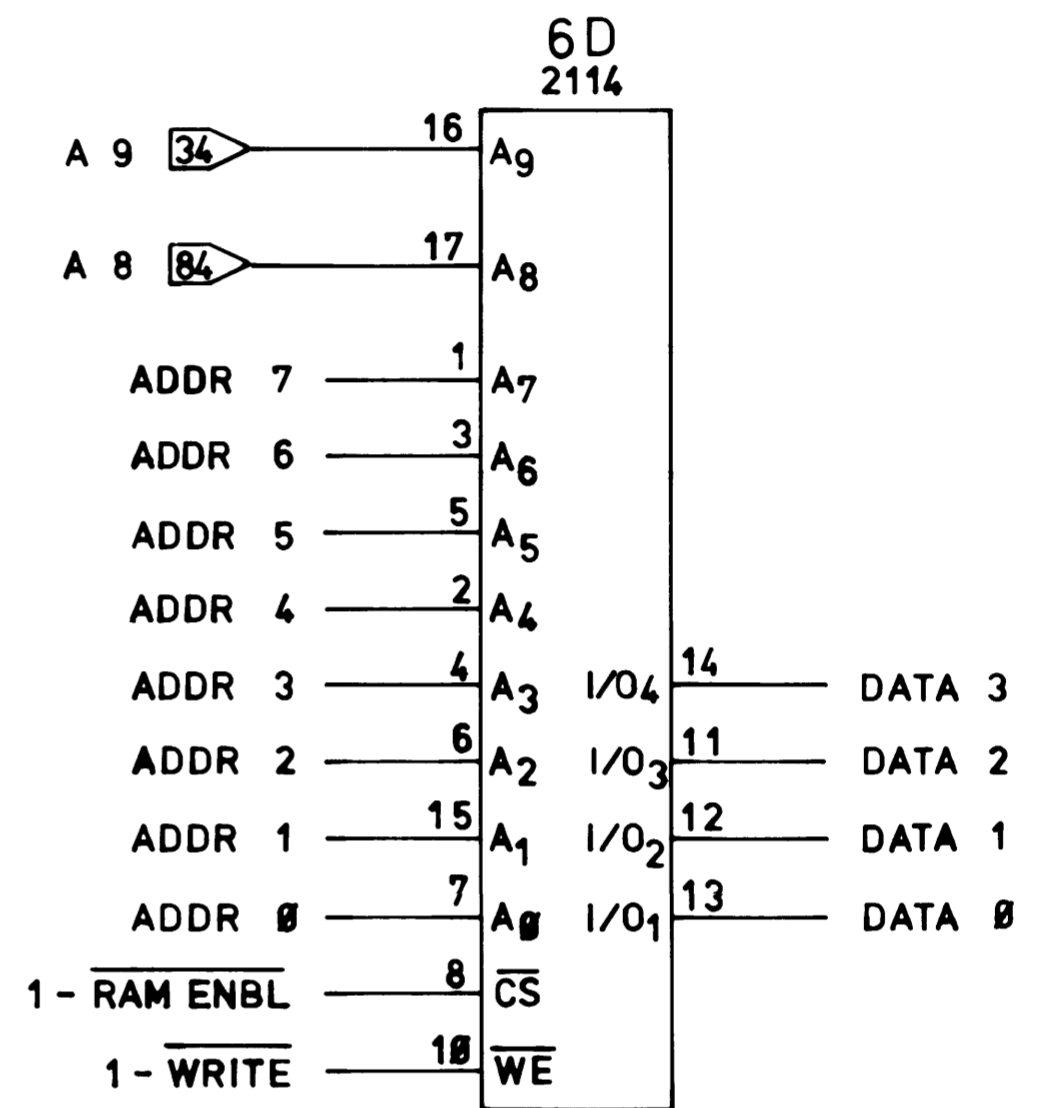 6D
2114
A 9 34 16 A9
A 8 84 17 A8
ADDR 7 1 A7
ADDR 6 3 A6
ADDR 5 5 A5
ADDR 4 2 A4
ADDR 3 4 A3 I/O4 14 DATA 3
ADDR 2 6 A2 I/O3 11 DATA 2
ADDR 1 15 A1 I/O2 12 DATA 1
ADDR Ø 7 AØ I/O1 13 DATA Ø
1 - RAM ENBL 8 CS
1 - WRITE 1Ø WE